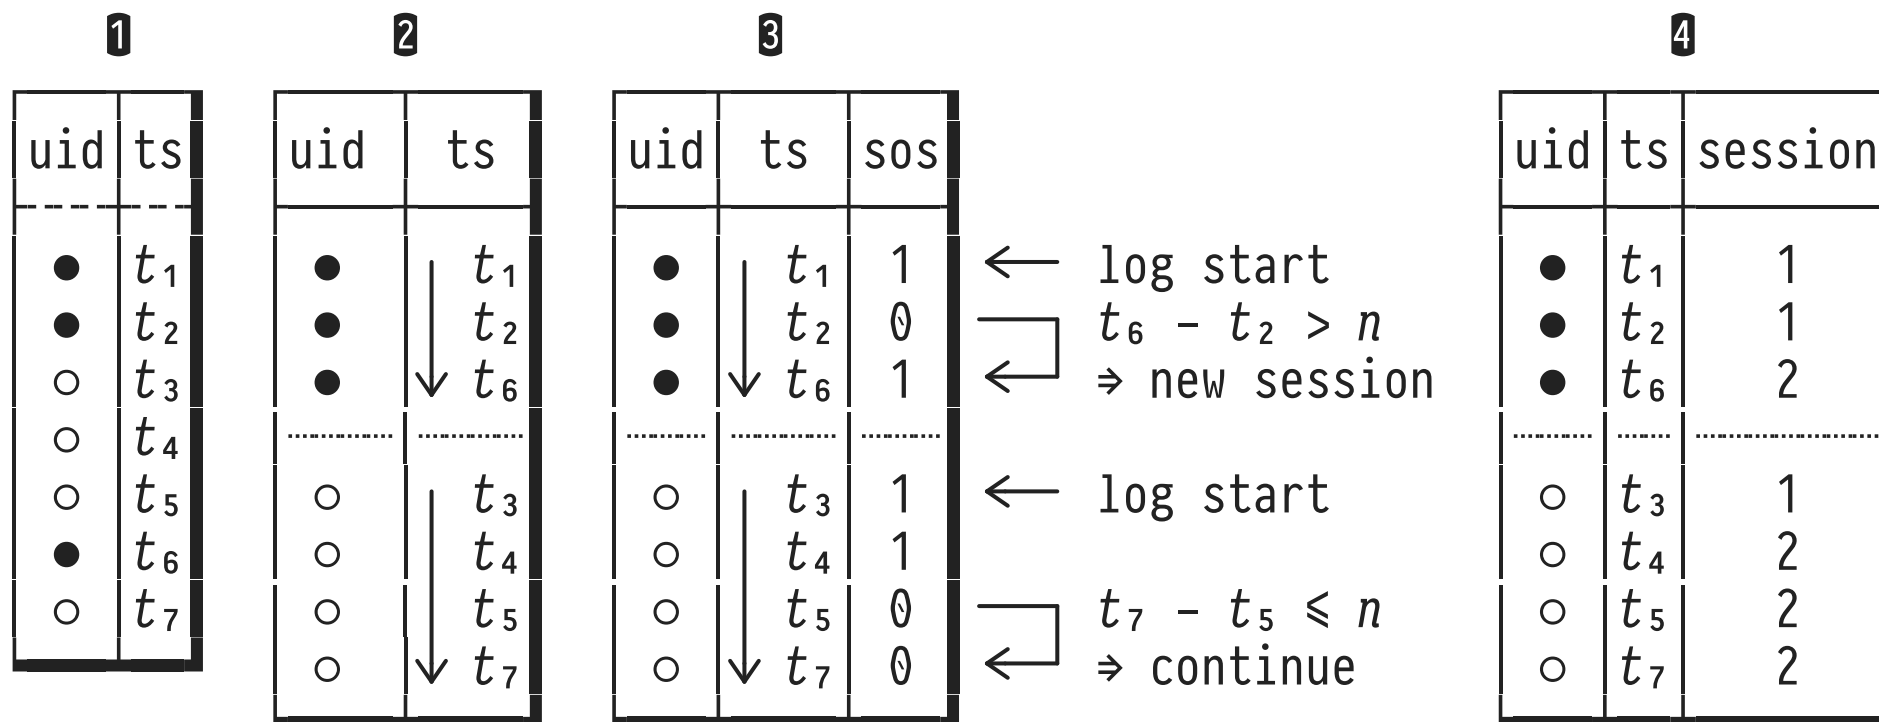 1 2 3 4
uid ts uid ts uid ts sos uid ts session
● t₁ ● t₁ ● t₁ 1 ← log start ● t₁ 1
● t₂ ● t₂ ● t₂ 0 t₆ − t₂ > n ● t₂ 1
○ t₃ ● t₆ ● t₆ 1 ⇒ new session ● t₆ 2
○ t₄
○ t₅ ○ t₃ ○ t₃ 1 ← log start ○ t₃ 1
● t₆ ○ t₄ ○ t₄ 1 ○ t₄ 2
○ t₇ ○ t₅ ○ t₅ 0 t₇ − t₅ ⩽ n ○ t₅ 2
○ t₇ ○ t₇ 0 ⇒ continue ○ t₇ 2